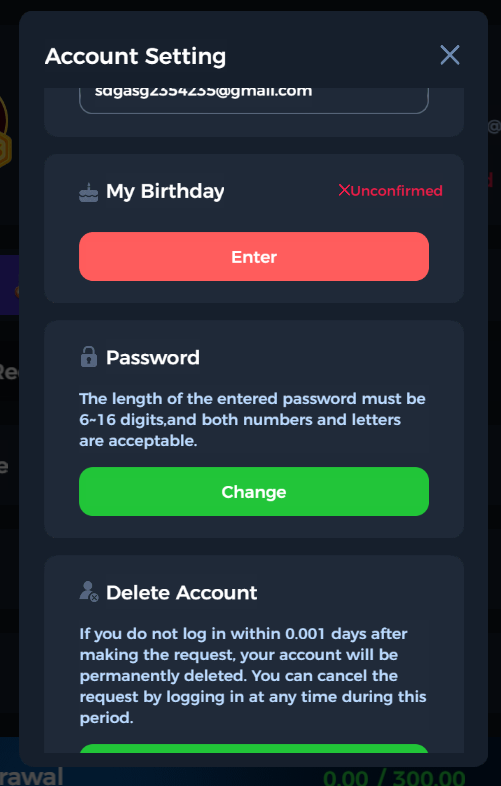 Account Setting
sdgasg2354235@gmail.com
My Birthday
Unconfirmed
Enter
Password
The length of the entered password must be
6~16 digits,and both numbers and letters
are acceptable.
Change
Delete Account
If you do not log in within 0.001 days after
making the request, your account will be
permanently deleted. You can cancel the
request by logging in at any time during this
period.
rawal
0.00 / 300.00